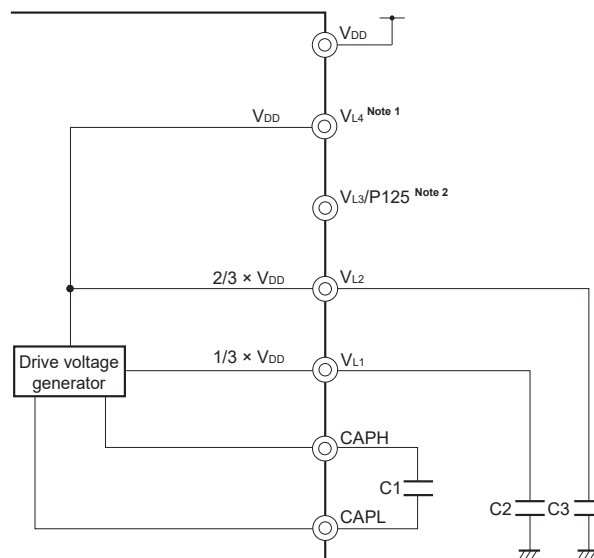 VDD
VDD
VL4 Note 1
VL3/P125 Note 2
2/3 × VDD
VL2
1/3 × VDD
VL1
Drive voltage
generator
CAPH
C1
C2
C3
CAPL